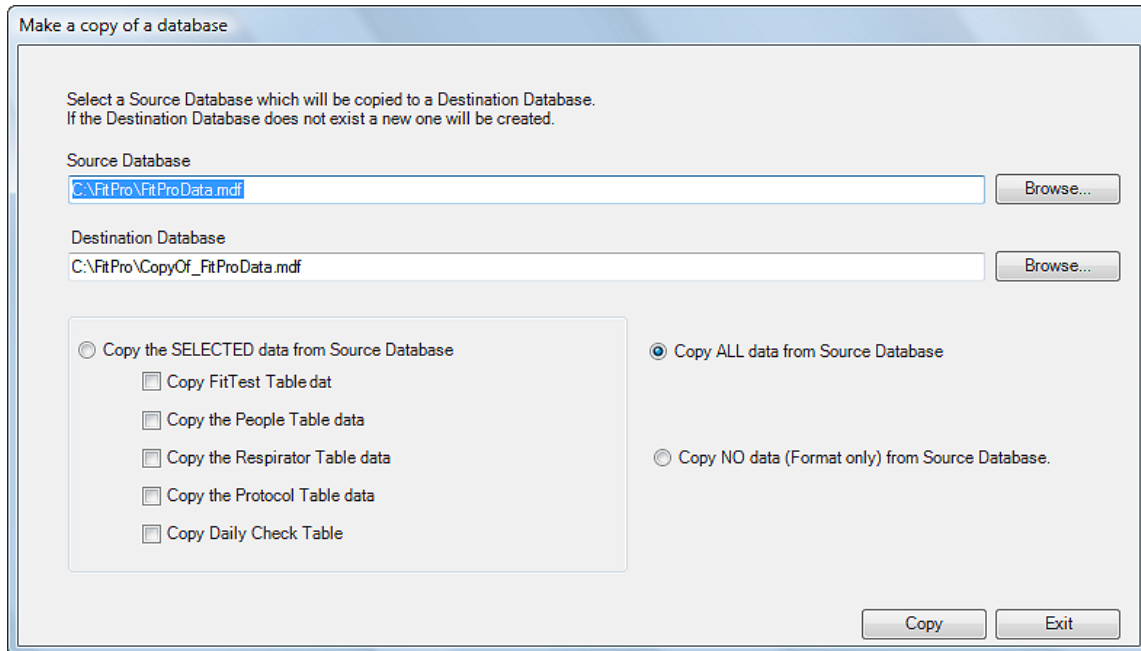 Make a copy of a database
Select a Source Database which will be copied to a Destination Database.
If the Destination Database does not exist a new one will be created.
Source Database
C:\FitPro\FitProData.mdf
Browse...
Destination Database
C:\FitPro\CopyOf_FitProData.mdf
Browse...
Copy the SELECTED data from Source Database
Copy FitTest Table dat
Copy the People Table data
Copy the Respirator Table data
Copy the Protocol Table data
Copy Daily Check Table
Copy ALL data from Source Database
Copy NO data (Format only) from Source Database.
Copy
Exit